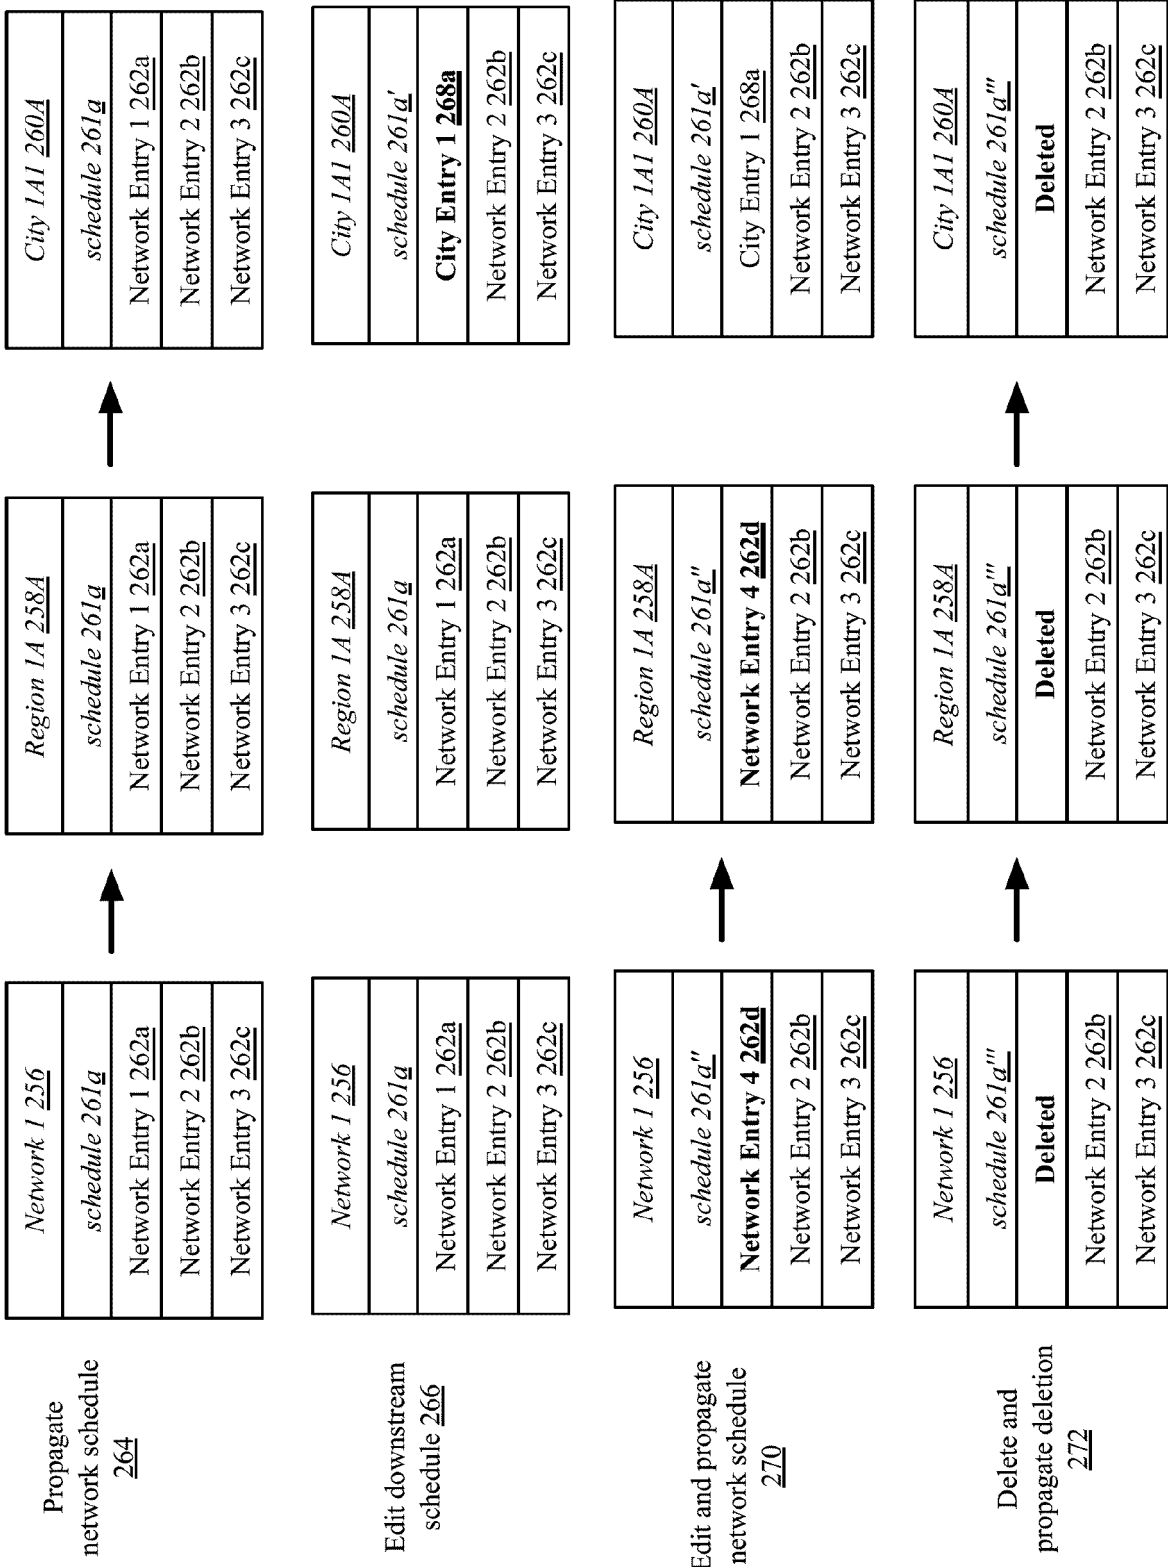 Propagate
network schedule
264
Network 1 256
schedule 261a
Network Entry 1 262a
Network Entry 2 262b
Network Entry 3 262c
Region 1A 258A
schedule 261a
Network Entry 1 262a
Network Entry 2 262b
Network Entry 3 262c
City 1A1 260A
schedule 261a
Network Entry 1 262a
Network Entry 2 262b
Network Entry 3 262c
Edit downstream
schedule 266
Network 1 256
schedule 261a
Network Entry 1 262a
Network Entry 2 262b
Network Entry 3 262c
Region 1A 258A
schedule 261a
Network Entry 1 262a
Network Entry 2 262b
Network Entry 3 262c
City 1A1 260A
schedule 261a'
City Entry 1 268a
Network Entry 2 262b
Network Entry 3 262c
Edit and propagate
network schedule
270
Network 1 256
schedule 261a''
Network Entry 4 262d
Network Entry 2 262b
Network Entry 3 262c
Region 1A 258A
schedule 261a''
Network Entry 4 262d
Network Entry 2 262b
Network Entry 3 262c
City 1A1 260A
schedule 261a'
City Entry 1 268a
Network Entry 2 262b
Network Entry 3 262c
Delete and
propagate deletion
272
Network 1 256
schedule 261a'''
Deleted
Network Entry 2 262b
Network Entry 3 262c
Region 1A 258A
schedule 261a'''
Deleted
Network Entry 2 262b
Network Entry 3 262c
City 1A1 260A
schedule 261a'''
Deleted
Network Entry 2 262b
Network Entry 3 262c